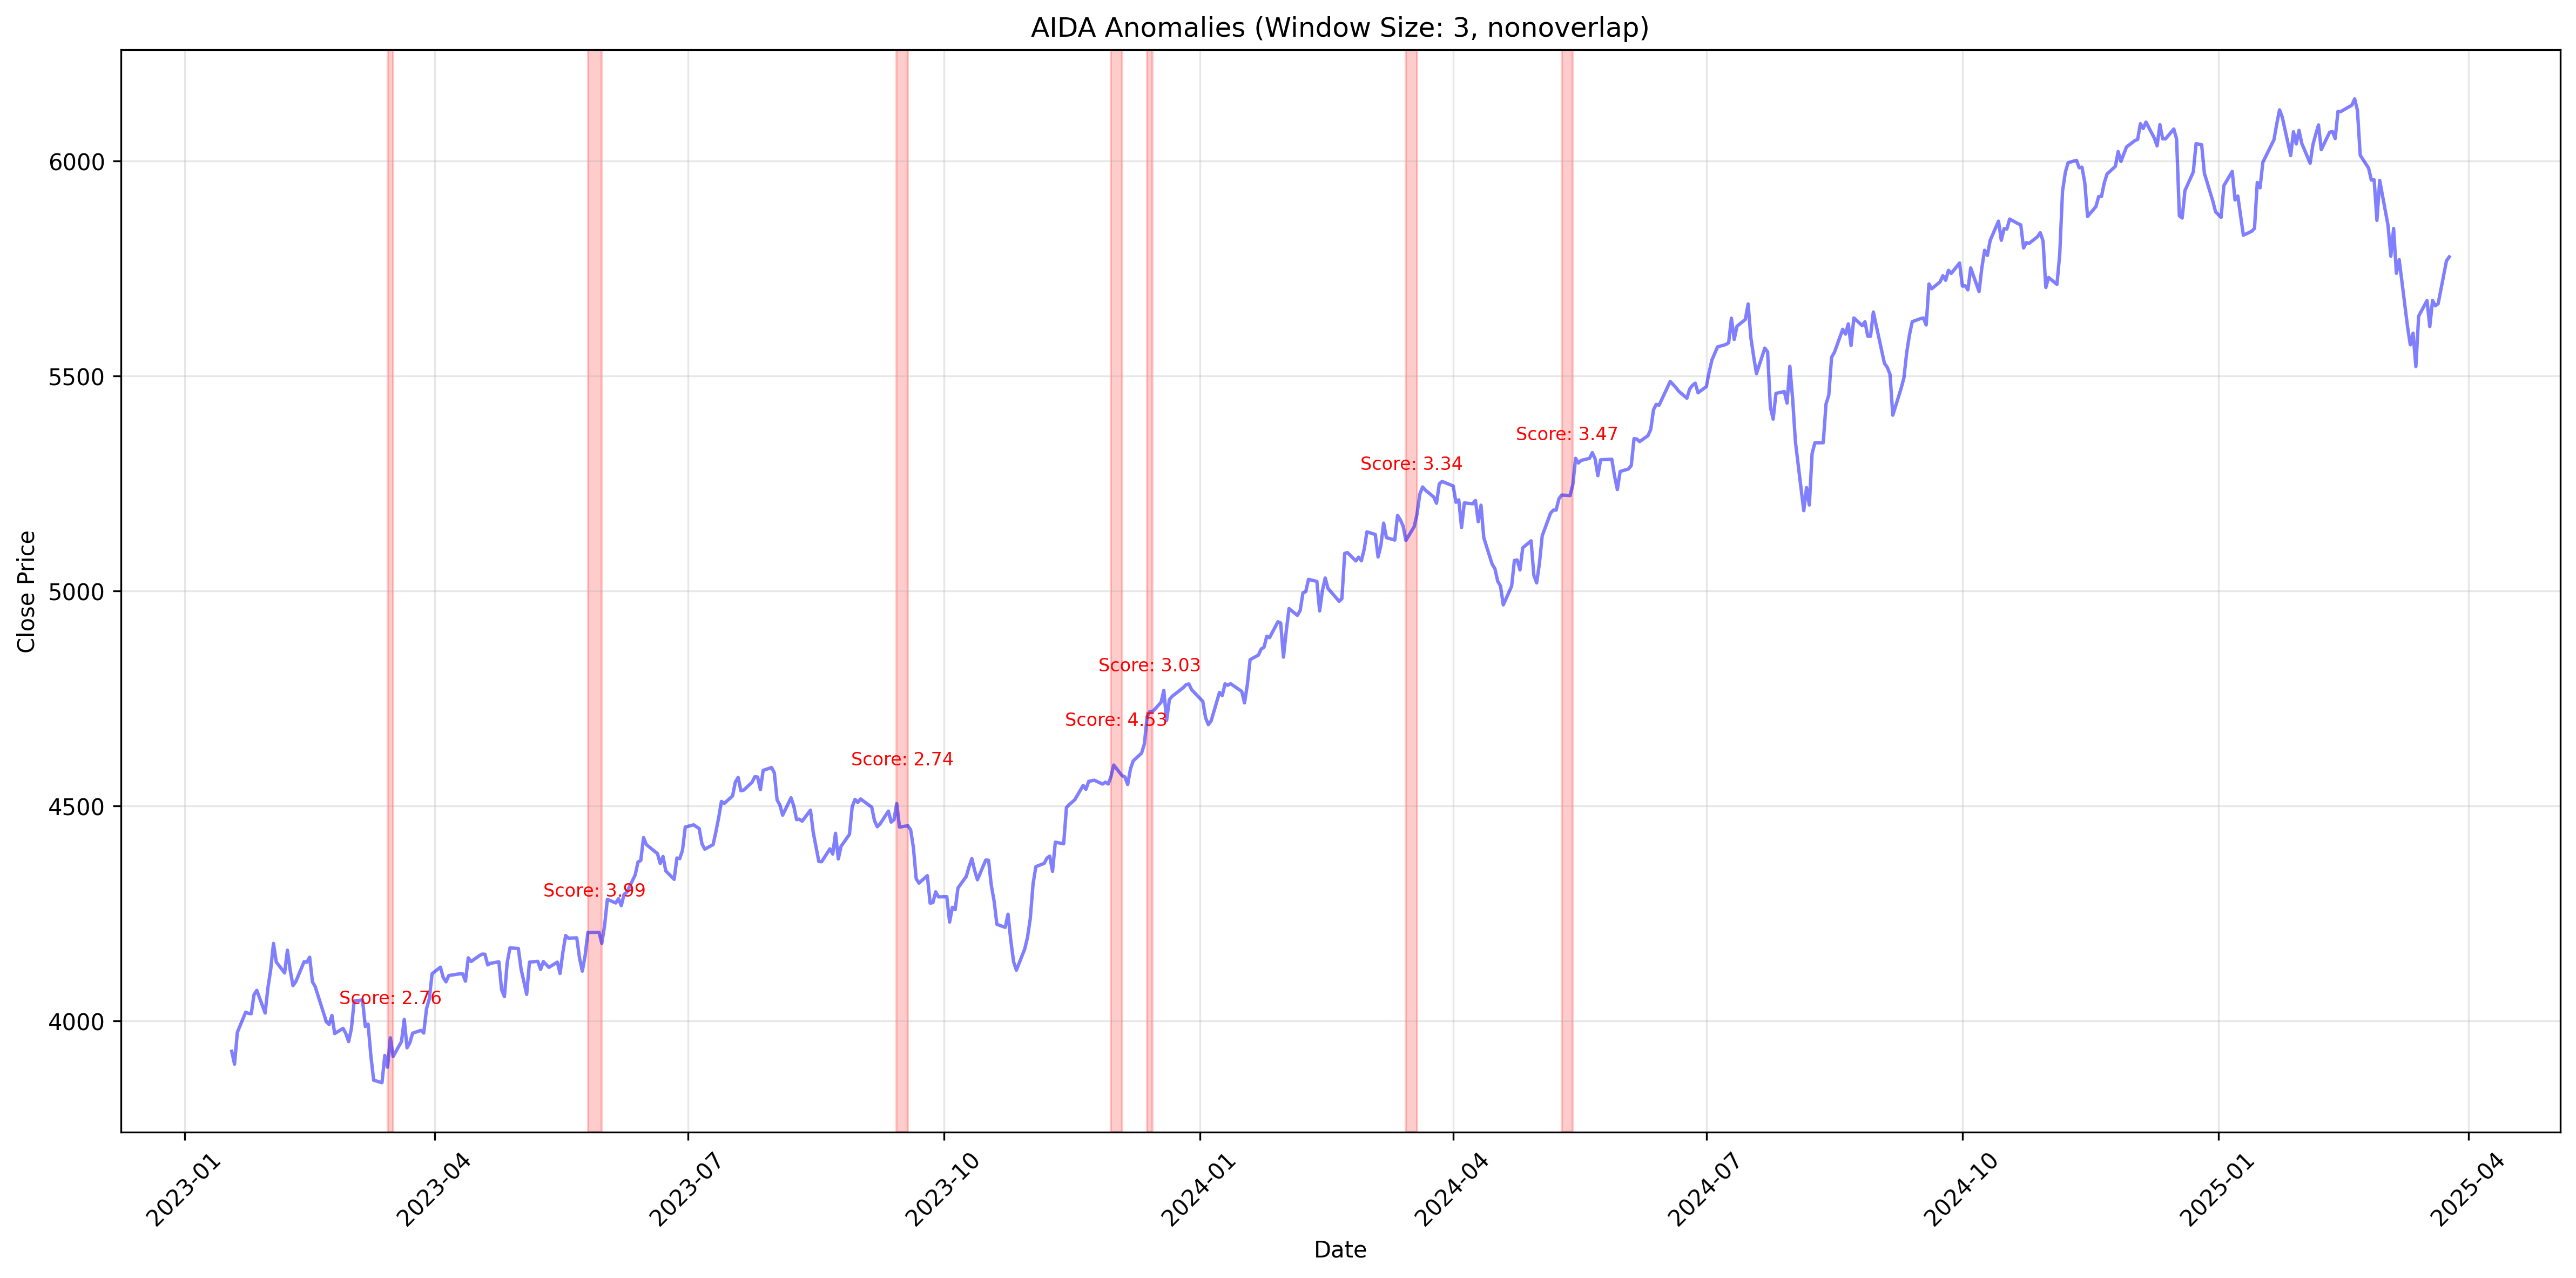 AIDA Anomalies (Window Size: 3, nonoverlap)
Close Price
6000
5500
5000
4500
4000
Score: 2.76
Score: 3.99
Score: 2.74
Score: 4.53
Score: 3.03
Score: 3.34
Score: 3.47
2023-01
2023-04
2023-07
2023-10
2024-01
2024-04
2024-07
2024-10
2025-01
2025-04
Date